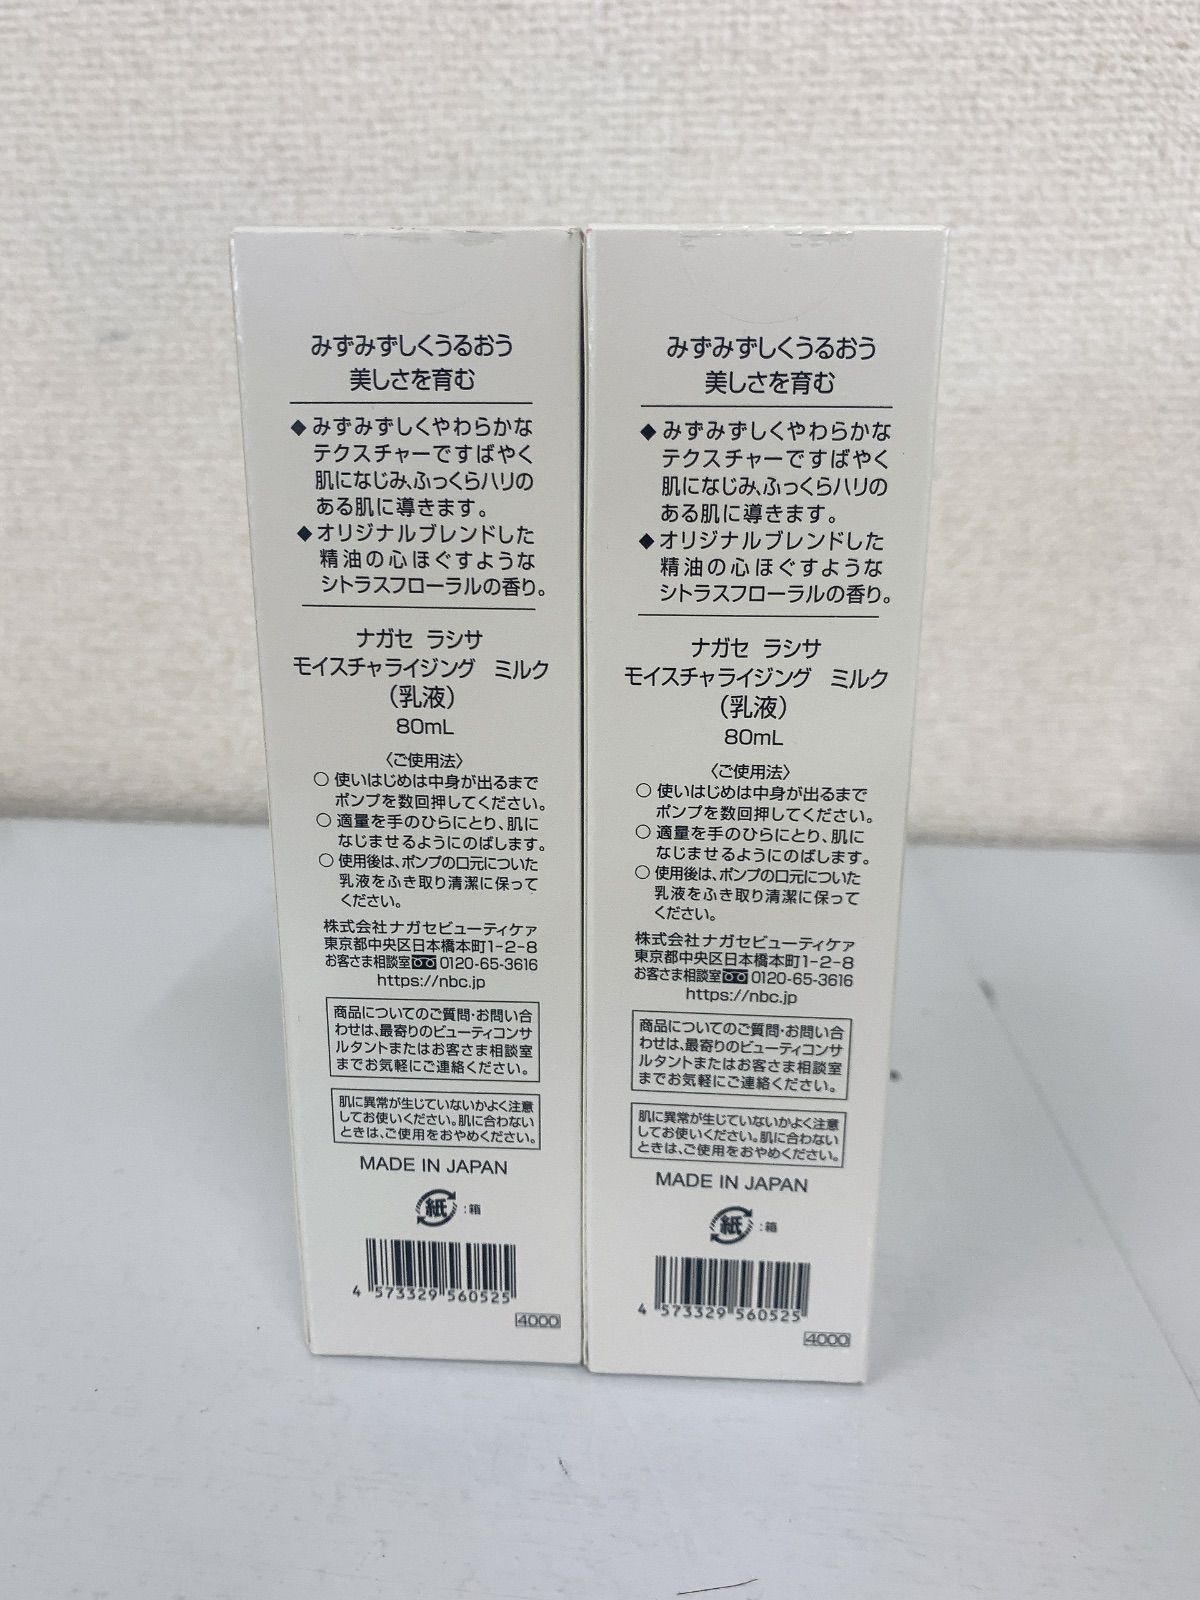 みずみずしくうるおう
美しさを育む
◆みずみずしくやわらかな
テクスチャーですばやく
肌になじみ、ふっくらハリの
ある肌に導きます。
◆オリジナルブレンドした
精油の心ほぐすような
シトラスフローラルの香り。
ナガセ ラシサ
モイスチャライジング ミルク
(乳液)
80mL
〈ご使用法〉
○使いはじめは中身が出るまで
ポンプを数回押してください。
○適量を手のひらにとり、肌に
なじませるようにのばします。
○使用後は、ポンプの口元についた
乳液をふき取り清潔に保って
ください。
株式会社ナガセビューティケァ
東京都中央区日本橋本町1-2-8
お客さま相談室 0120-65-3616
https://nbc.jp
商品についてのご質問・お問い合
わせは、最寄りのビューティコンサ
ルタントまたはお客さま相談室
までお気軽にご連絡ください。
肌に異常が生じていないかよく注意
してお使いください。肌に合わない
ときは、ご使用をおやめください。
MADE IN JAPAN
紙 :箱
4 573329 560525
4000
みずみずしくうるおう
美しさを育む
◆みずみずしくやわらかな
テクスチャーですばやく
肌になじみ、ふっくらハリの
ある肌に導きます。
◆オリジナルブレンドした
精油の心ほぐすような
シトラスフローラルの香り。
ナガセ ラシサ
モイスチャライジング ミルク
(乳液)
80mL
〈ご使用法〉
○使いはじめは中身が出るまで
ポンプを数回押してください。
○適量を手のひらにとり、肌に
なじませるようにのばします。
○使用後は、ポンプの口元についた
乳液をふき取り清潔に保って
ください。
株式会社ナガセビューティケァ
東京都中央区日本橋本町1-2-8
お客さま相談室 0120-65-3616
https://nbc.jp
商品についてのご質問・お問い合
わせは、最寄りのビューティコンサ
ルタントまたはお客さま相談室
までお気軽にご連絡ください。
肌に異常が生じていないかよく注意
してお使いください。肌に合わない
ときは、ご使用をおやめください。
MADE IN JAPAN
紙 :箱
4 573329 560525
4000